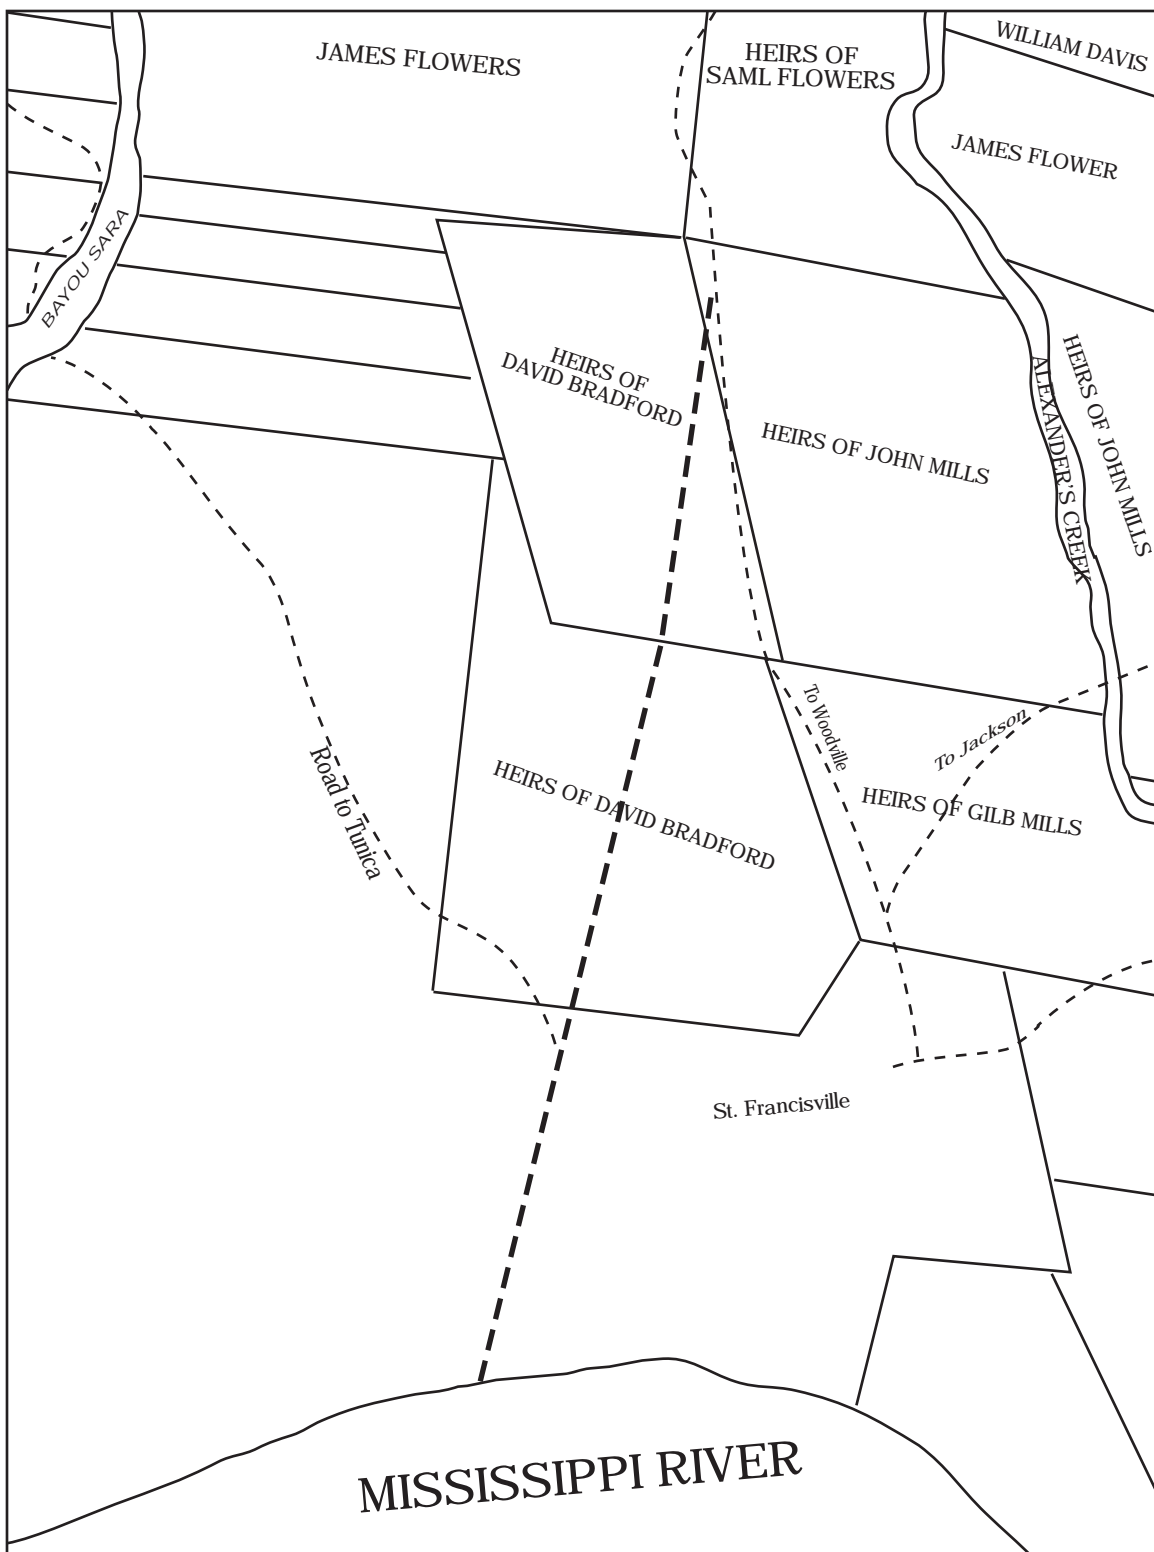 JAMES FLOWERS
HEIRS OF
SAML FLOWERS
WILLIAM DAVIS
JAMES FLOWER
BAYOU SARA
HEIRS OF
DAVID BRADFORD
HEIRS OF JOHN MILLS
ALEXANDER'S CREEK
HEIRS OF JOHN MILLS
To Woodville
To Jackson
Road to Tunica
HEIRS OF DAVID BRADFORD
HEIRS OF GILB MILLS
St. Francisville
MISSISSIPPI RIVER